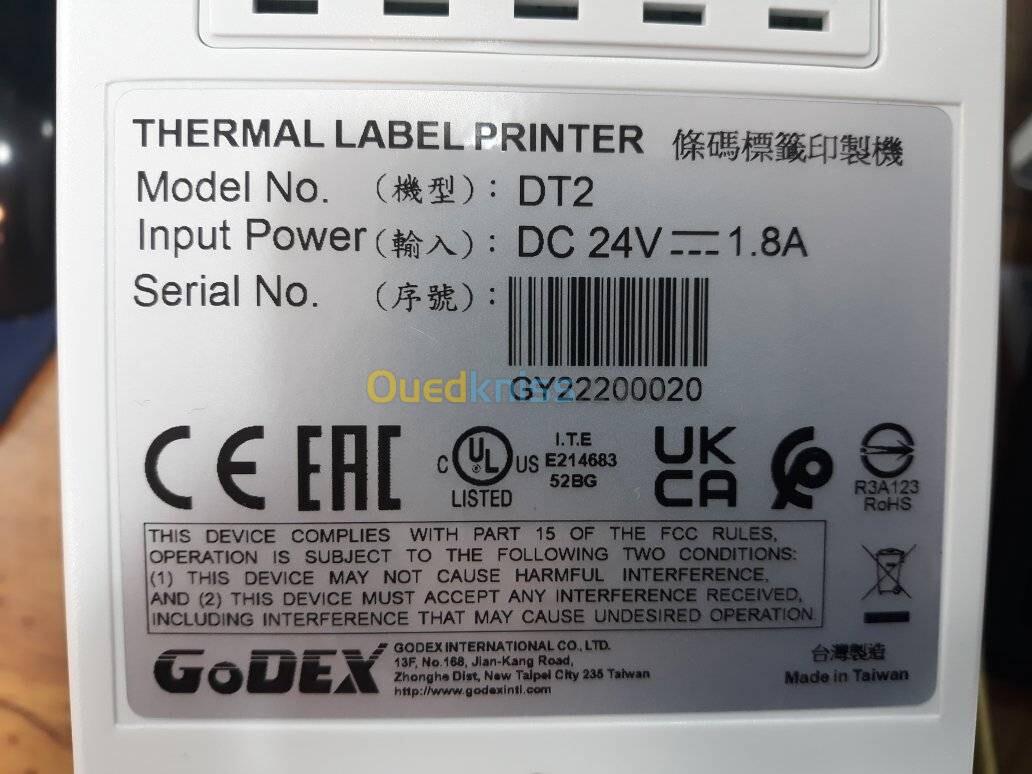 THERMAL LABEL PRINTER 條碼標籤印製機
Model No. (機型): DT2
Input Power (輸入): DC 24V 1.8A
Serial No. (序號):
GY22200020
Ouedkniss
CE EAC
C UL US
LISTED
I.T.E
E214683
52BG
UK
CA
R3A123
RoHS
THIS DEVICE COMPLIES WITH PART 15 OF THE FCC RULES,
OPERATION IS SUBJECT TO THE FOLLOWING TWO CONDITIONS:
(1) THIS DEVICE MAY NOT CAUSE HARMFUL INTERFERENCE,
AND (2) THIS DEVICE MUST ACCEPT ANY INTERFERENCE RECEIVED,
INCLUDING INTERFERENCE THAT MAY CAUSE UNDESIRED OPERATION.
GoDEX
GODEX INTERNATIONAL CO., LTD.
13F, No.168, Jian-Kang Road,
Zhonghe Dist, New Taipei City 235 Taiwan
http://www.godexintl.com
台灣製造
Made in Taiwan